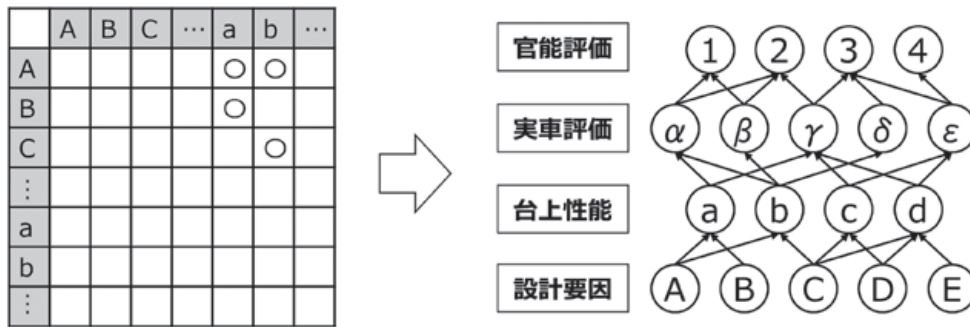 A B C … a b …
A ○ ○
B ○
C ○
⋮
a
b
⋮
官能評価 1 2 3 4
実車評価 α β γ δ ε
台上性能 a b c d
設計要因 A B C D E